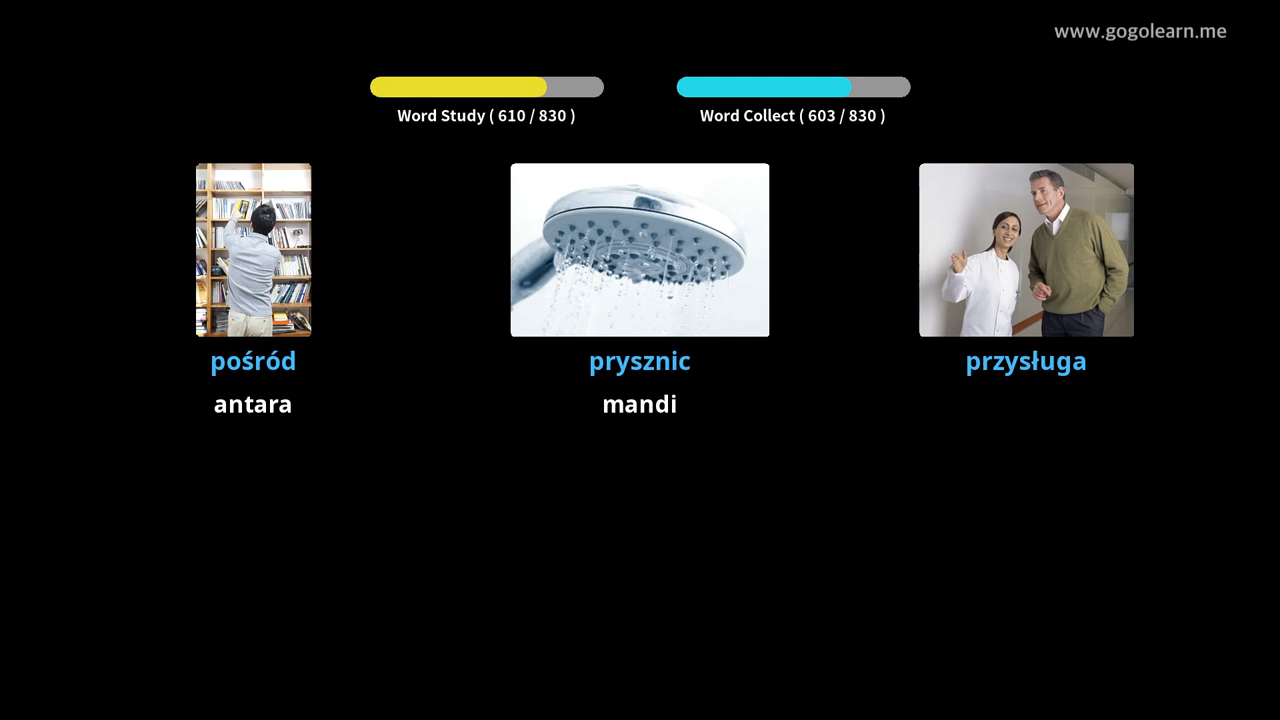 www.gogolearn.me
Word Study ( 610 / 830 )
Word Collect ( 603 / 830 )
pośród
prysznic
przysługa
antara
mandi